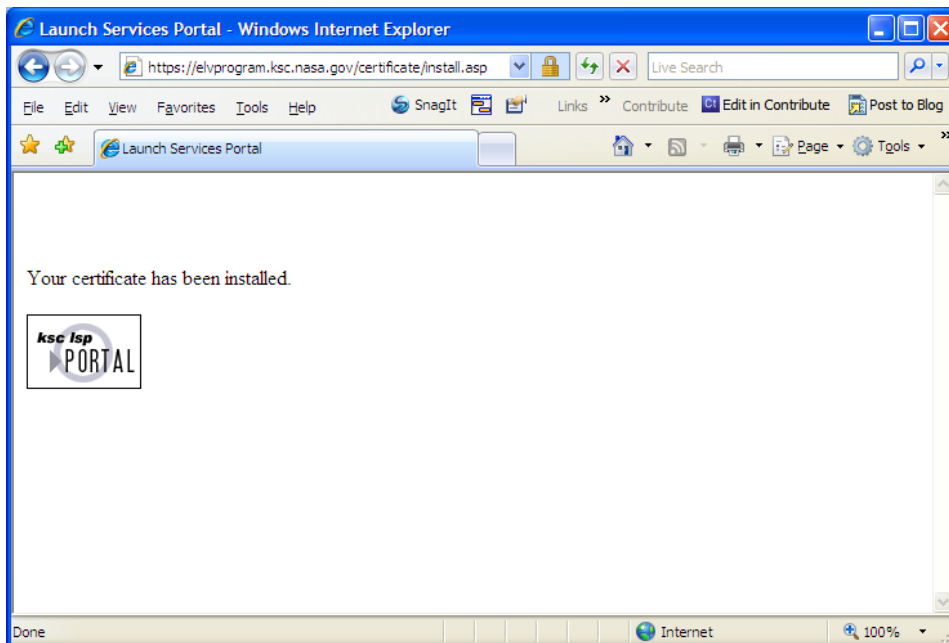 Launch Services Portal - Windows Internet Explorer
https://elvprogram.ksc.nasa.gov/certificate/install.asp Live Search
File Edit View Favorites Tools Help SnagIt Links » Contribute Ct Edit in Contribute Post to Blog
Launch Services Portal Page Tools »
Your certificate has been installed.
ksc lsp
PORTAL
Done Internet 100%